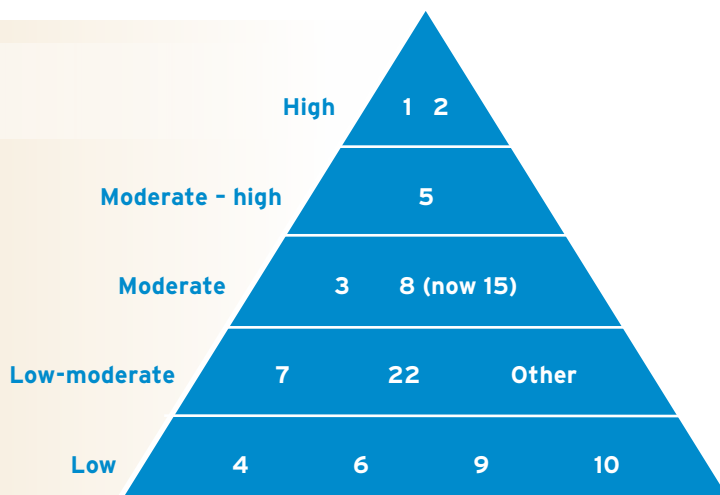 High 1 2
Moderate – high 5
Moderate 3 8 (now 15)
Low-moderate 7 22 Other
Low 4 6 9 10